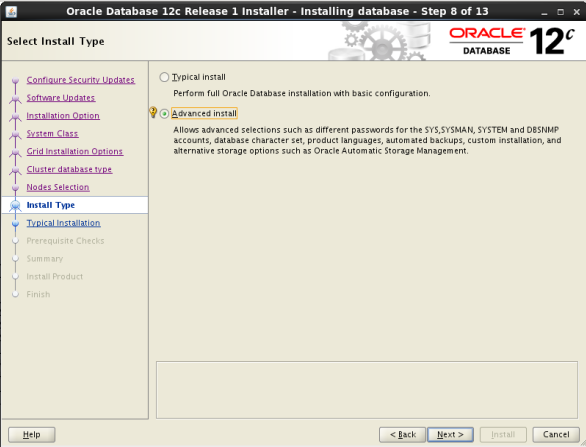 Oracle Database 12c Release 1 Installer - Installing database - Step 8 of 13
Select Install Type
ORACLE
DATABASE
12c
Configure Security Updates
Software Updates
Installation Option
System Class
Grid Installation Options
Cluster database type
Nodes Selection
Install Type
Typical Installation
Prerequisite Checks
Summary
Install Product
Finish
Typical install
Perform full Oracle Database installation with basic configuration.
Advanced install
Allows advanced selections such as different passwords for the SYS,SYSMAN, SYSTEM and DBSNMP
accounts, database character set, product languages, automated backups, custom installation, and
alternative storage options such as Oracle Automatic Storage Management.
Help
< Back
Next >
Install
Cancel